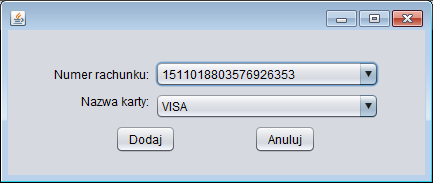 Numer rachunku: 1511018803576926353
Nazwa karty: VISA
Dodaj Anuluj